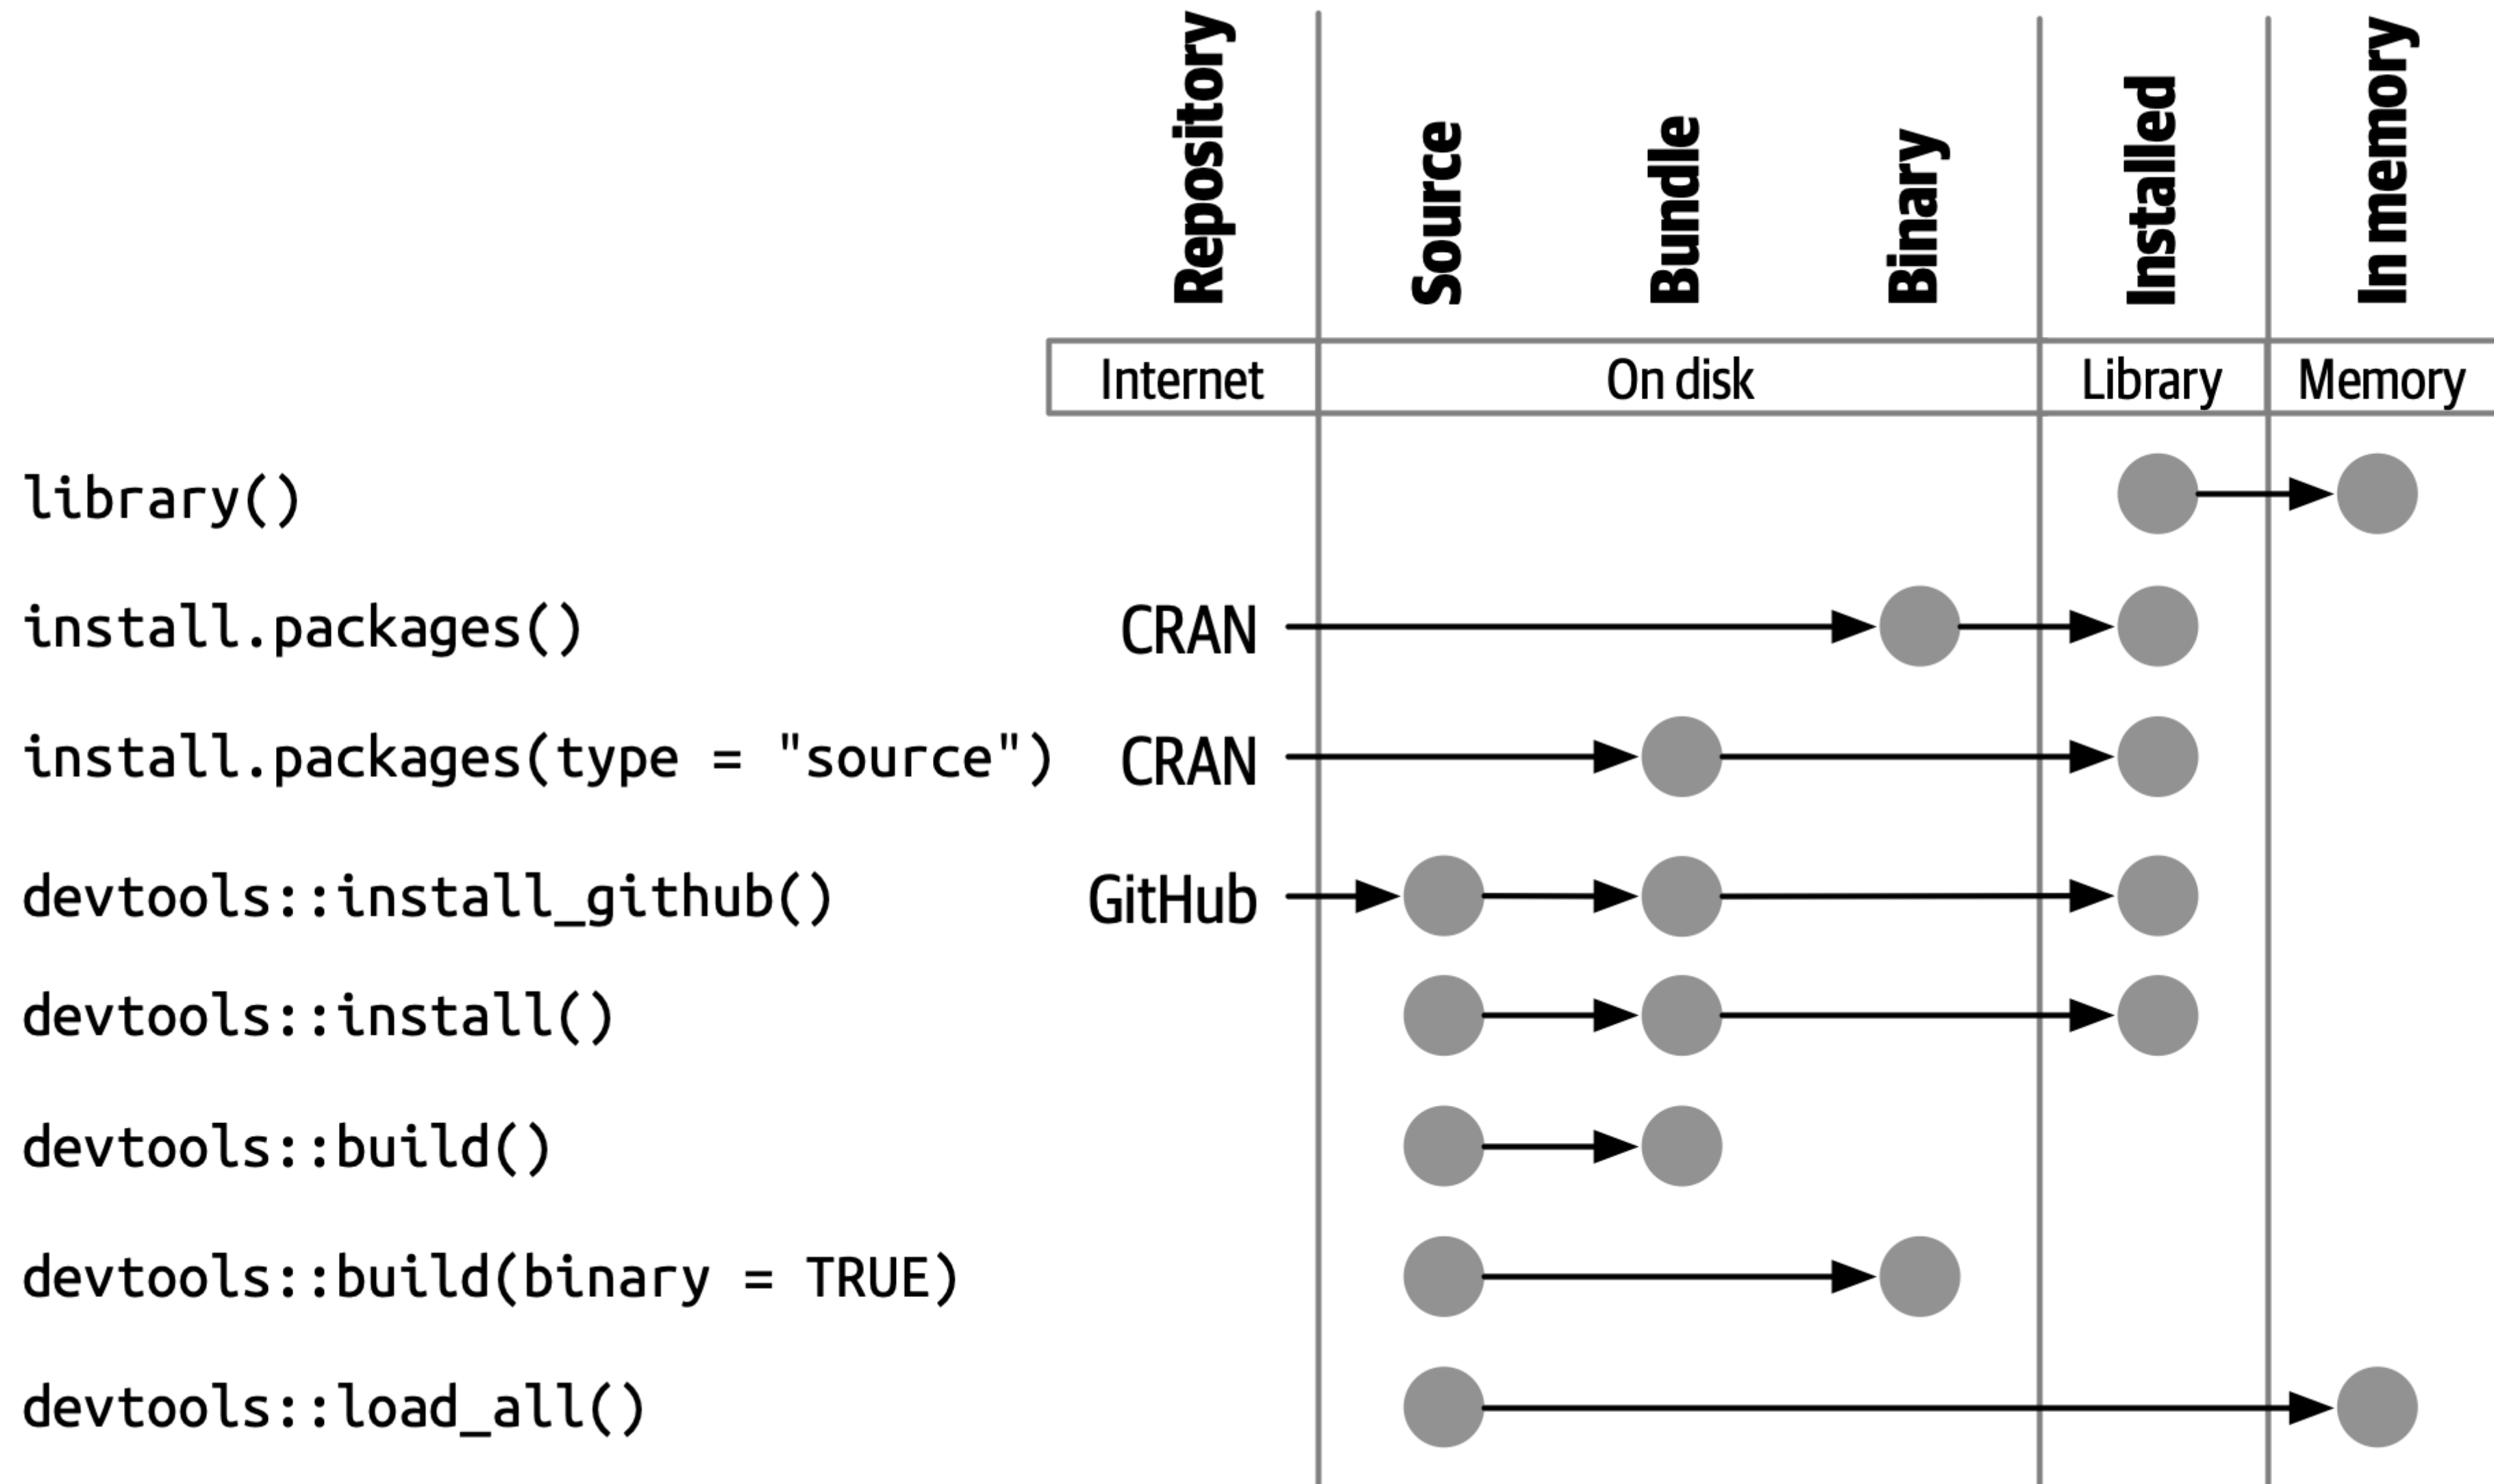 Repository
Source
Bundle
Binary
Installed
In memory
Internet On disk Library Memory
library()
install.packages() CRAN
install.packages(type = "source") CRAN
devtools::install_github() GitHub
devtools::install()
devtools::build()
devtools::build(binary = TRUE)
devtools::load_all()